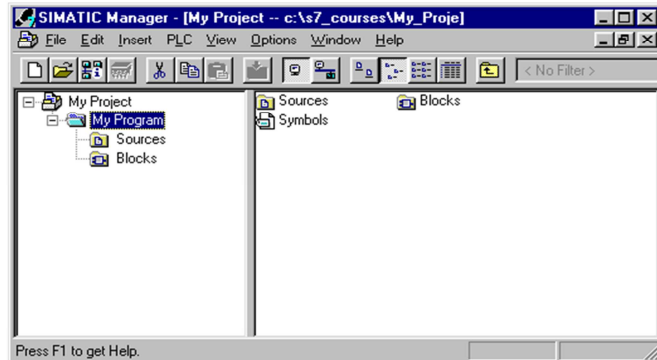 SIMATIC Manager - [My Project -- c:\s7_courses\My_Proje]
File Edit Insert PLC View Options Window Help
< No Filter >
My Project
My Program
Sources
Blocks
Sources Blocks
Symbols
Press F1 to get Help.